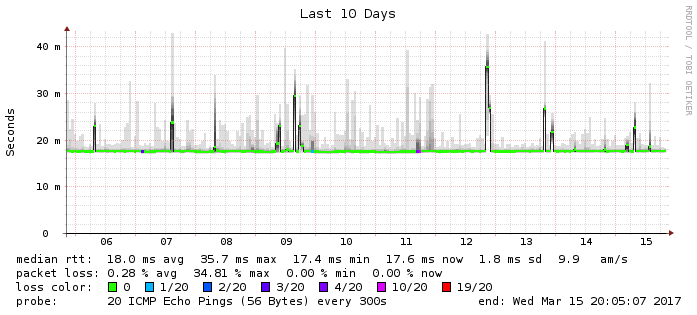 Last 10 Days
RRDTOOL / TOBI OETIKER
Seconds
40 m
30 m
20 m
10 m
0
06 07 08 09 10 11 12 13 14 15
median rtt: 18.0 ms avg 35.7 ms max 17.4 ms min 17.6 ms now 1.8 ms sd 9.9 am/s
packet loss: 0.28 % avg 34.81 % max 0.00 % min 0.00 % now
loss color: 0 1/20 2/20 3/20 4/20 10/20 19/20
probe: 20 ICMP Echo Pings (56 Bytes) every 300s end: Wed Mar 15 20:05:07 2017